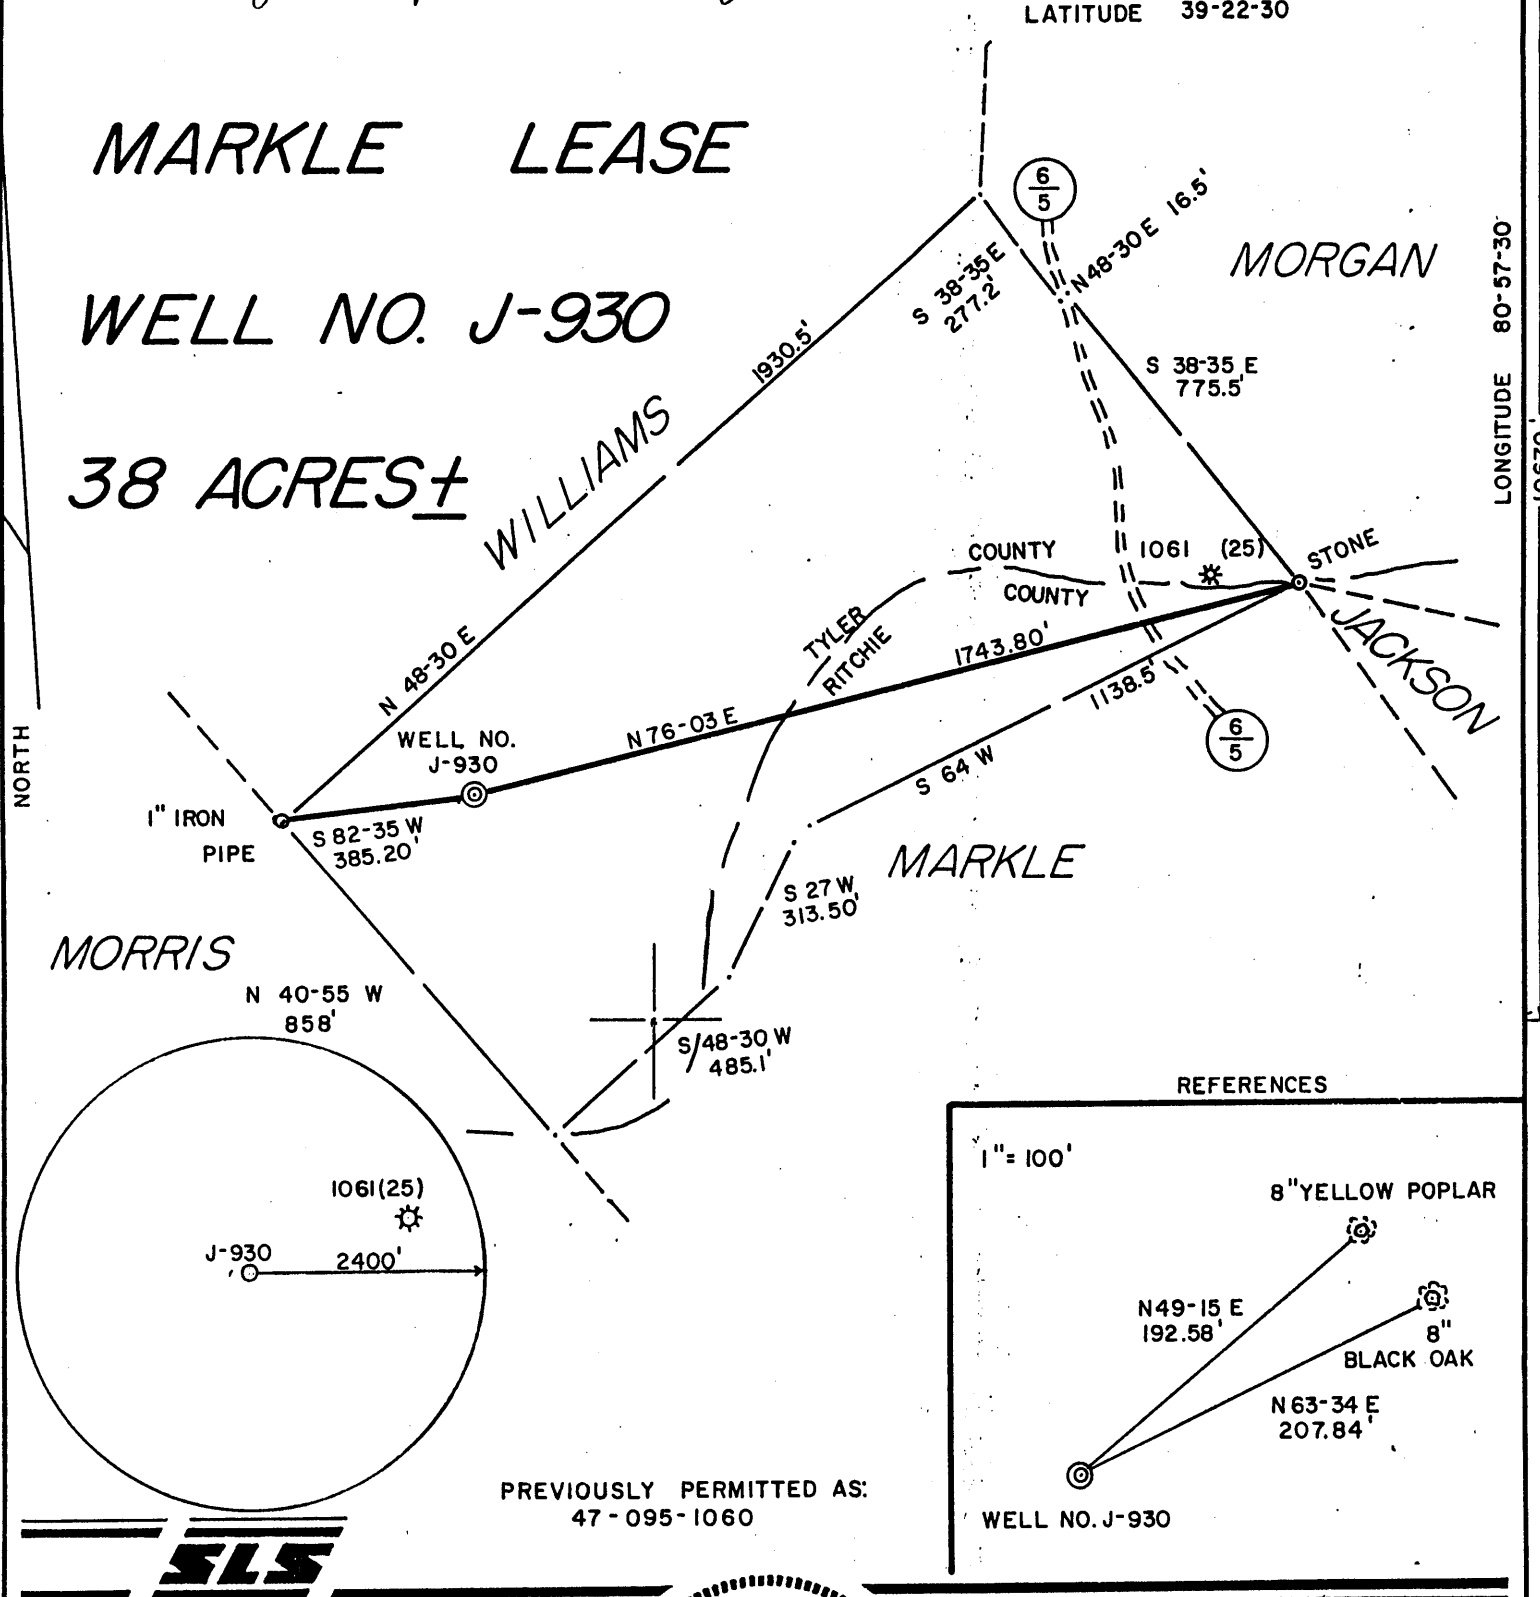 LATITUDE 39-22-30
MARKLE LEASE
WELL NO. J-930
38 ACRES±
6
5
N 48-30 E 16.5'
MORGAN
S 38-35 E
277.2'
S 38-35 E
775.5'
LONGITUDE 80-57-30
1930.5'
WILLIAMS
N 48-30 E
COUNTY
COUNTY
1061 (25)
STONE
TYLER
RITCHIE
1743.80'
1138.5'
JACKSON
N 76-03 E
WELL NO.
J-930
6
5
S 64 W
NORTH
1" IRON
PIPE
S 82-35 W
385.20'
MARKLE
S 27 W
313.50'
MORRIS
N 40-55 W
858'
S 48-30 W
485.1'
1061(25)
J-930
2400'
REFERENCES
1"= 100'
8" YELLOW POPLAR
N49-15 E
192.58'
8"
BLACK OAK
N 63-34 E
207.84'
WELL NO. J-930
PREVIOUSLY PERMITTED AS:
47-095-1060
SLS